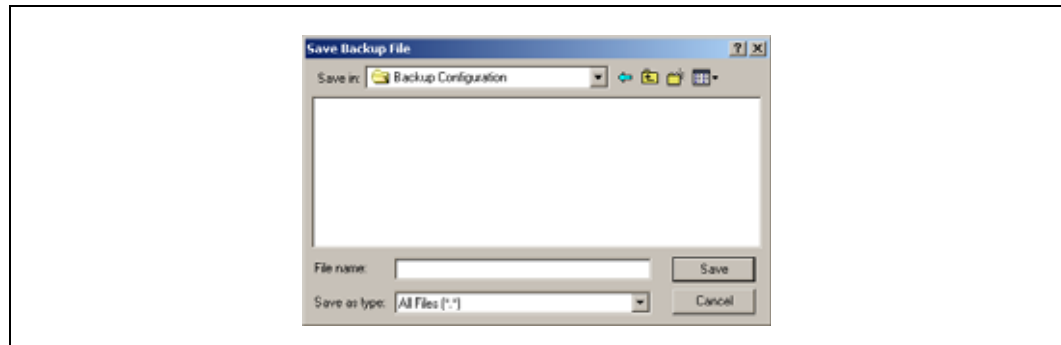 Save Backup File
Save in: Backup Configuration
File name:
Save
Save as type: All Files (*.*)
Cancel